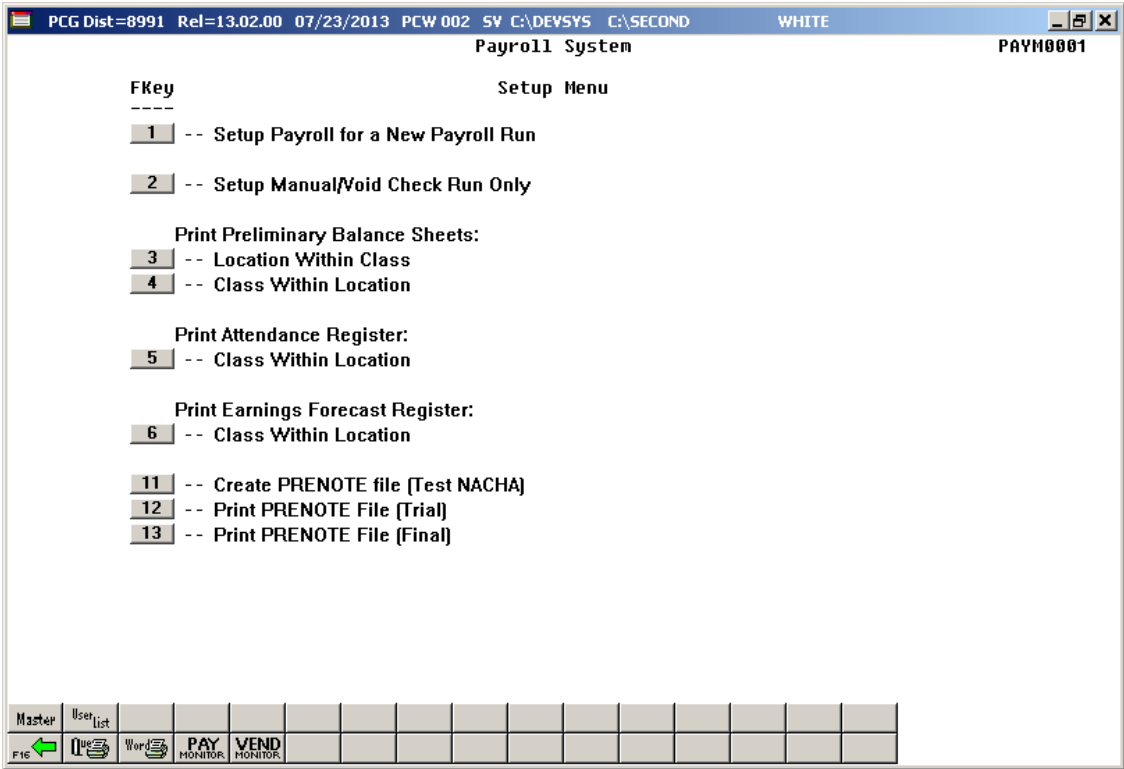 PCG Dist=8991 Rel=13.02.00 07/23/2013 PCW 002 SV C:\DEVSYS C:\SECOND WHITE
Payroll System PAYM0001
FKey Setup Menu
----
1 -- Setup Payroll for a New Payroll Run
2 -- Setup Manual/Void Check Run Only
Print Preliminary Balance Sheets:
3 -- Location Within Class
4 -- Class Within Location
Print Attendance Register:
5 -- Class Within Location
Print Earnings Forecast Register:
6 -- Class Within Location
11 -- Create PRENOTE file (Test NACHA)
12 -- Print PRENOTE File (Trial)
13 -- Print PRENOTE File (Final)
Master User List
F16 Que Word PAY MONITOR VEND MONITOR